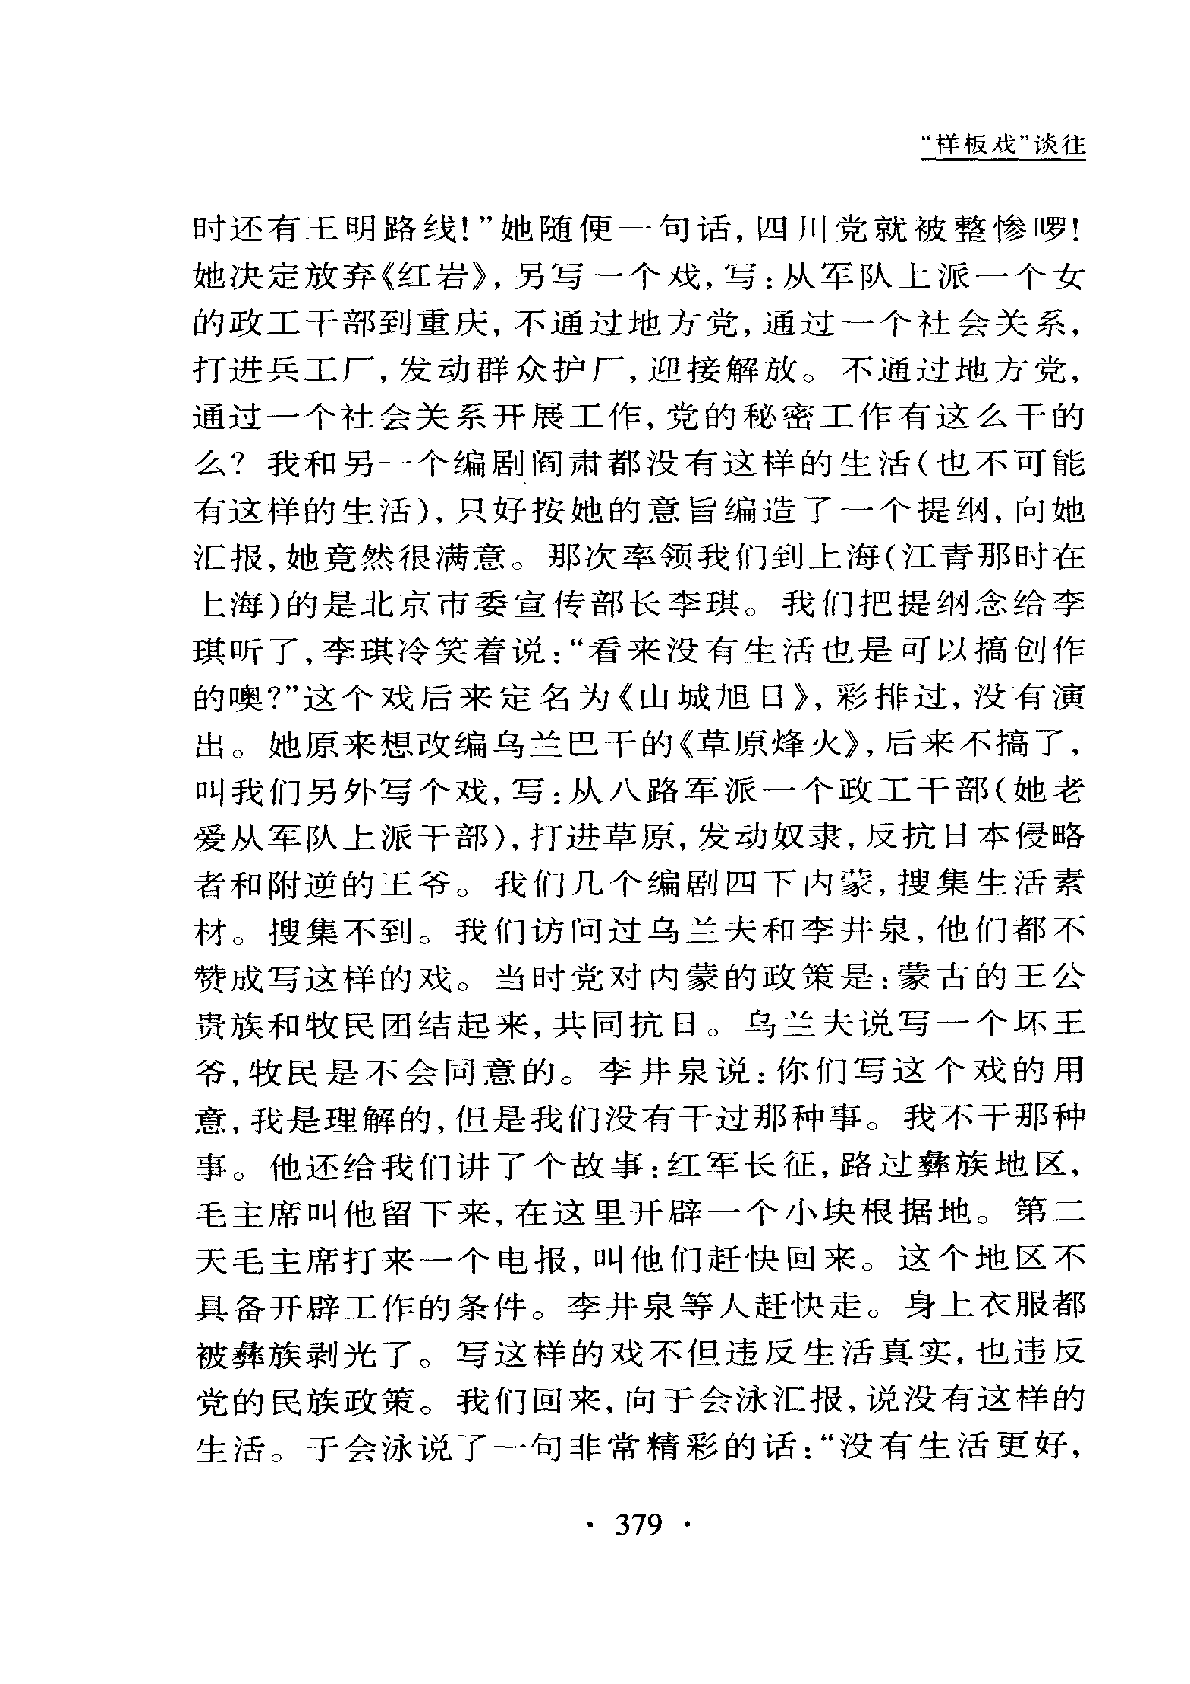 “样板戏”谈往
时还有王明路线！”她随便一句话，四川党就被整惨啰！
她决定放弃《红岩》，另写一个戏，写：从军队上派一个女
的政工干部到重庆，不通过地方党，通过一个社会关系，
打进兵工厂，发动群众护厂，迎接解放。不通过地方党，
通过一个社会关系开展工作，党的秘密工作有这么干的
么？我和另一个编剧阎肃都没有这样的生活（也不可能
有这样的生活），只好按她的意旨编造了一个提纲，向她
汇报，她竟然很满意。那次率领我们到上海（江青那时在
上海）的是北京市委宣传部长李琪。我们把提纲念给李
琪听了，李琪冷笑着说：“看来没有生活也是可以搞创作
的噢？”这个戏后来定名为《山城旭日》，彩排过，没有演
出。她原来想改编乌兰巴干的《草原烽火》，后来不搞了，
叫我们另外写个戏，写：从八路军派一个政工干部（她老
爱从军队上派干部），打进草原，发动奴隶，反抗日本侵略
者和附逆的王爷。我们几个编剧四下内蒙，搜集生活素
材。搜集不到。我们访问过乌兰夫和李井泉，他们都不
赞成写这样的戏。当时党对内蒙的政策是：蒙古的王公
贵族和牧民团结起来，共同抗日。乌兰夫说写一个坏王
爷，牧民是不会同意的。李井泉说：你们写这个戏的用
意，我是理解的，但是我们没有干过那种事。我不干那种
事。他还给我们讲了个故事：红军长征，路过彝族地区，
毛主席叫他留下来，在这里开辟一个小块根据地。第二
天毛主席打来一个电报，叫他们赶快回来。这个地区不
具备开辟工作的条件。李井泉等人赶快走。身上衣服都
被彝族剥光了。写这样的戏不但违反生活真实，也违反
党的民族政策。我们回来，向于会泳汇报，说没有这样的
生活。于会泳说了一句非常精彩的话：“没有生活更好，
· 379 ·